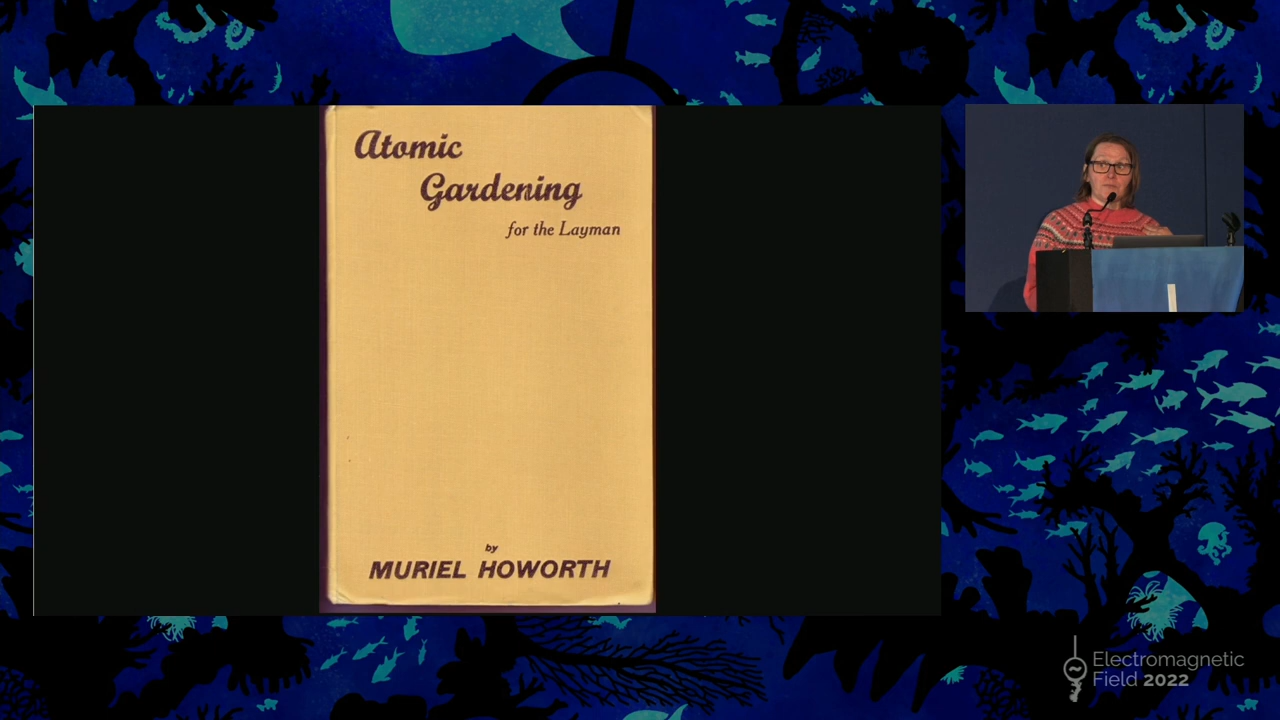 Atomic
Gardening
for the Layman
by
MURIEL HOWORTH
Electromagnetic
Field 2022